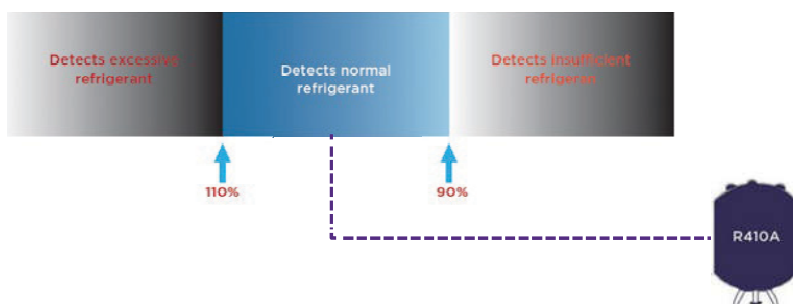 Detects excessive
refrigerant
Detects normal
refrigerant
Detects insufficient
refrigerant
110%
90%
R410A